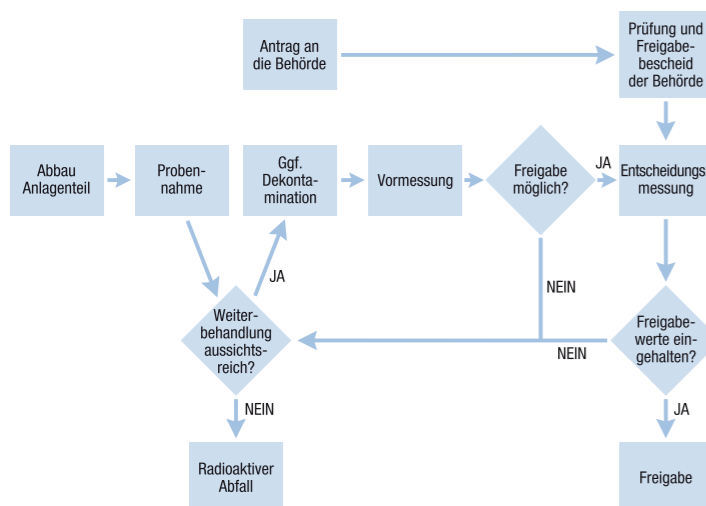 Antrag an
die Behörde
Prüfung und
Freigabe-
bescheid
der Behörde
Abbau
Anlagenteil
Proben-
nahme
Ggf.
Dekonta-
mination
Vormessung
Freigabe
möglich?
JA
Entscheidungs
messung
JA
NEIN
Weiter-
behandlung
aussichts-
reich?
NEIN
Freigabe-
werte ein-
gehalten?
NEIN
JA
Radioaktiver
Abfall
Freigabe